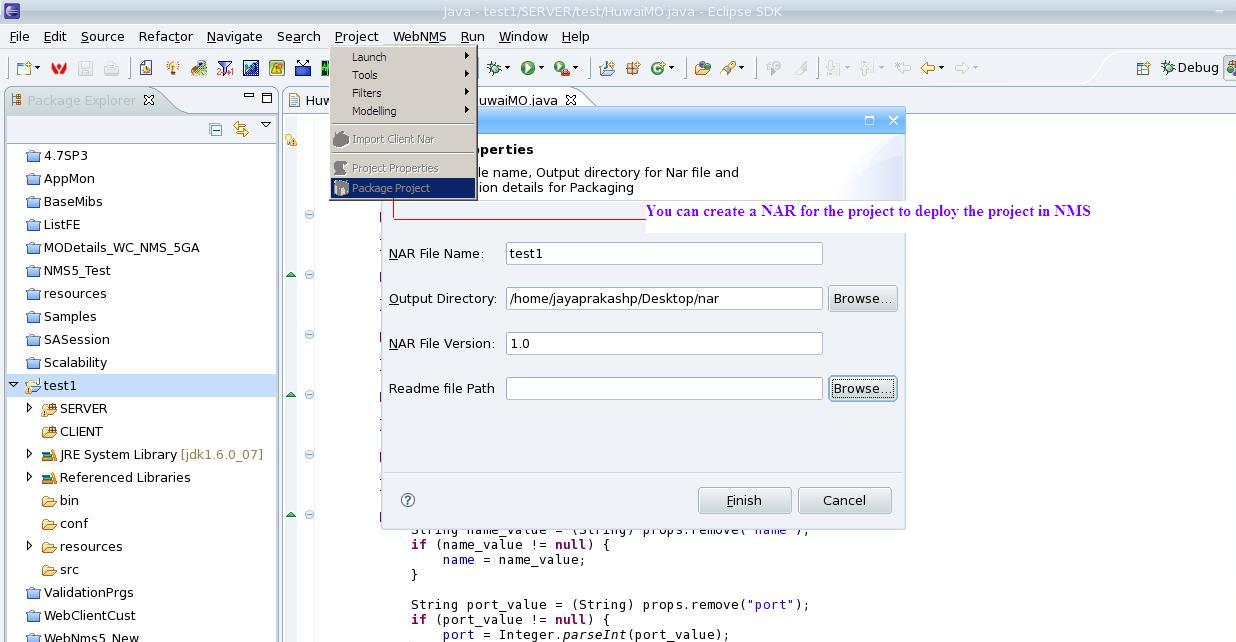 Java - test1/SERVER/test/HuwaiMO.java - Eclipse SDK
File Edit Source Refactor Navigate Search Project WebNMS Run Window Help
Debug
Package Explorer
uwaiMO.java
Launch
Tools
Filters
Modelling
Import Client Nar
Project Properties
Package Project
4.7SP3
AppMon
BaseMibs
ListFE
MODetails_WC_NMS_5GA
NMS5_Test
resources
Samples
SASession
Scalability
test1
SERVER
CLIENT
JRE System Library [jdk1.6.0_07]
Referenced Libraries
bin
conf
resources
src
ValidationPrgs
WebClientCust
WebNms5_New
perties
le name, Output directory for Nar file and
ion details for Packaging
You can create a NAR for the project to deploy the project in NMS
NAR File Name: test1
Output Directory: /home/jayaprakashp/Desktop/nar Browse...
NAR File Version: 1.0
Readme file Path Browse...
Finish Cancel
String name_value = (String) props.remove("name");
if (name_value != null) {
name = name_value;
}
String port_value = (String) props.remove("port");
if (port_value != null) {
port = Integer.parseInt(port_value);